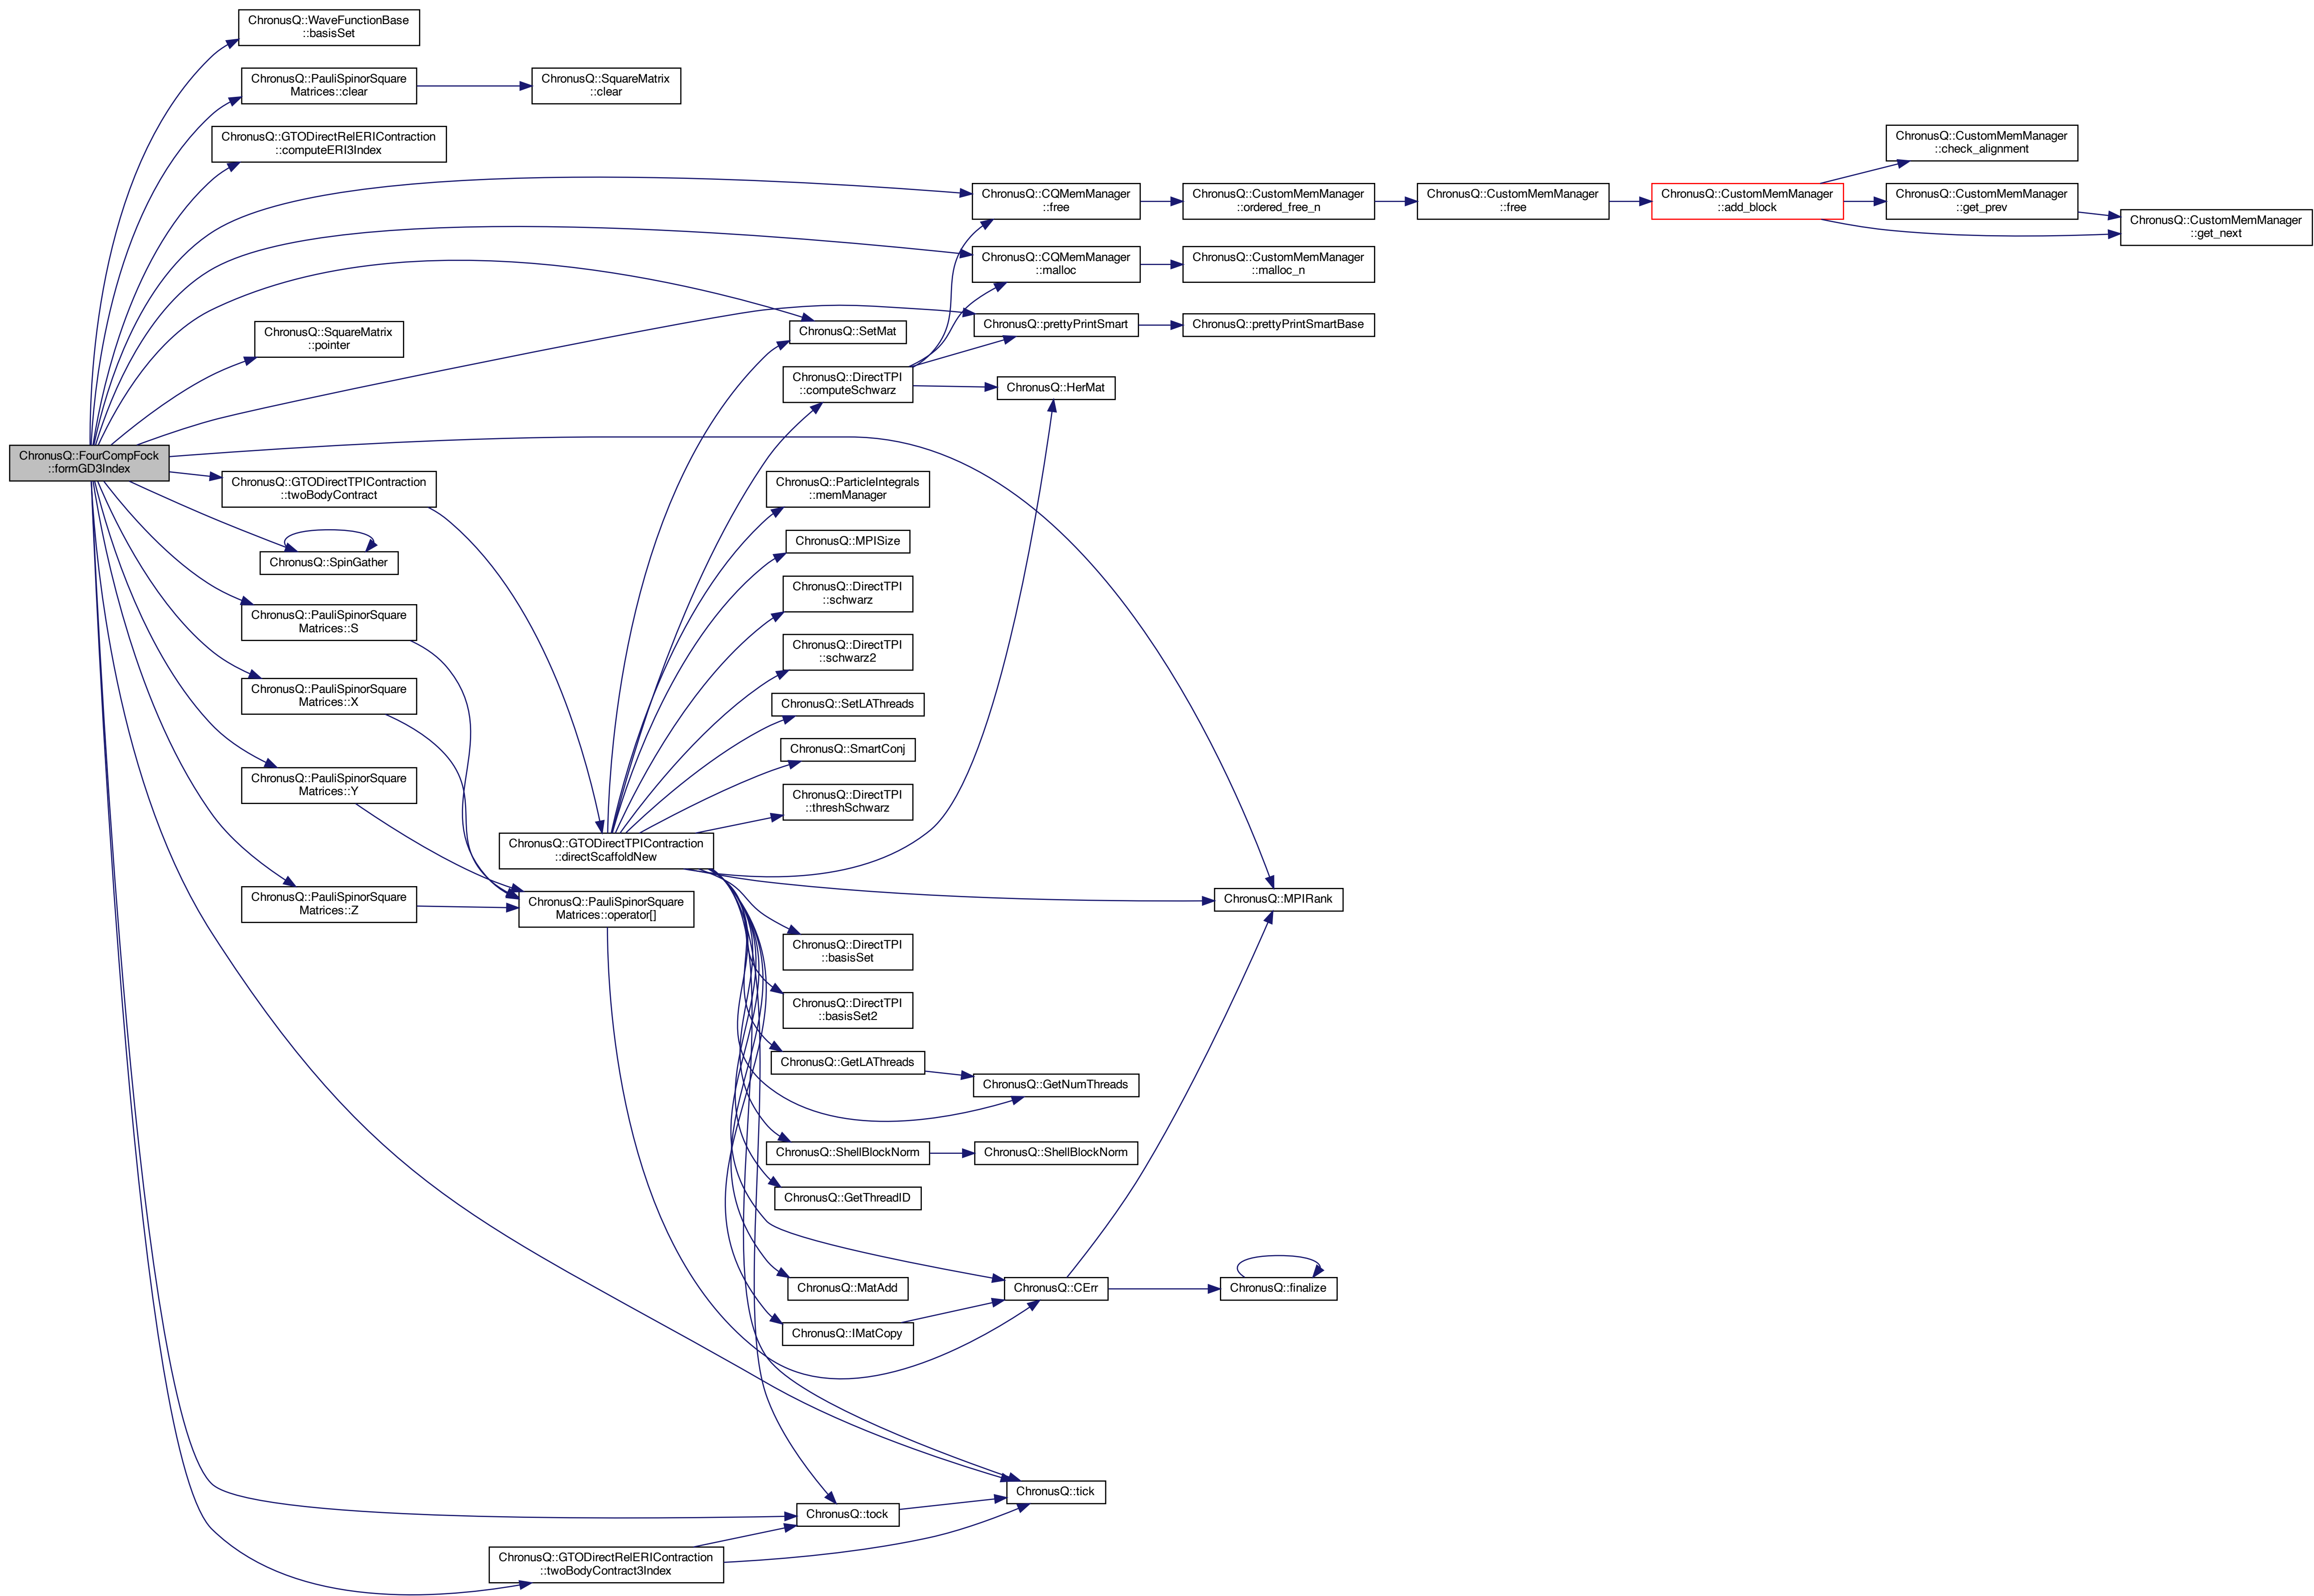 ChronusQ::WaveFunctionBase
::basisSet
ChronusQ::PauliSpinorSquare
Matrices::clear
ChronusQ::SquareMatrix
::clear
ChronusQ::GTODirectRelERIContraction
::computeERI3Index
ChronusQ::CustomMemManager
::check_alignment
ChronusQ::CQMemManager
::free
ChronusQ::CustomMemManager
::ordered_free_n
ChronusQ::CustomMemManager
::free
ChronusQ::CustomMemManager
::add_block
ChronusQ::CustomMemManager
::get_prev
ChronusQ::CustomMemManager
::get_next
ChronusQ::CQMemManager
::malloc
ChronusQ::CustomMemManager
::malloc_n
ChronusQ::SquareMatrix
::pointer
ChronusQ::SetMat
ChronusQ::prettyPrintSmart
ChronusQ::prettyPrintSmartBase
ChronusQ::DirectTPI
::computeSchwarz
ChronusQ::HerMat
ChronusQ::FourCompFock
::formGD3Index
ChronusQ::GTODirectTPIContraction
::twoBodyContract
ChronusQ::ParticleIntegrals
::memManager
ChronusQ::MPISize
ChronusQ::SpinGather
ChronusQ::DirectTPI
::schwarz
ChronusQ::PauliSpinorSquare
Matrices::S
ChronusQ::DirectTPI
::schwarz2
ChronusQ::PauliSpinorSquare
Matrices::X
ChronusQ::SetLAThreads
ChronusQ::SmartConj
ChronusQ::PauliSpinorSquare
Matrices::Y
ChronusQ::DirectTPI
::threshSchwarz
ChronusQ::GTODirectTPIContraction
::directScaffoldNew
ChronusQ::PauliSpinorSquare
Matrices::Z
ChronusQ::PauliSpinorSquare
Matrices::operator[]
ChronusQ::MPIRank
ChronusQ::DirectTPI
::basisSet
ChronusQ::DirectTPI
::basisSet2
ChronusQ::GetLAThreads
ChronusQ::GetNumThreads
ChronusQ::ShellBlockNorm
ChronusQ::ShellBlockNorm
ChronusQ::GetThreadID
ChronusQ::MatAdd
ChronusQ::CErr
ChronusQ::finalize
ChronusQ::IMatCopy
ChronusQ::tick
ChronusQ::tock
ChronusQ::GTODirectRelERIContraction
::twoBodyContract3Index